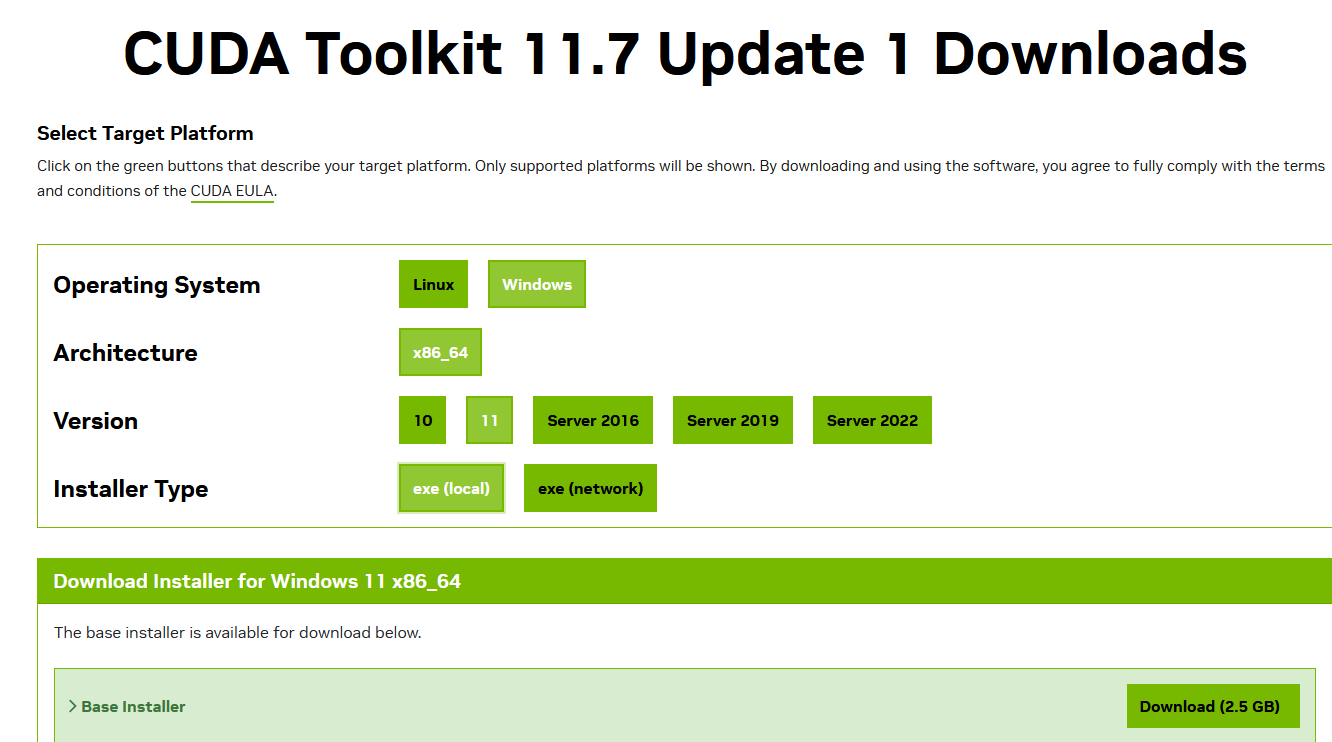 CUDA Toolkit 11.7 Update 1 Downloads
Select Target Platform
Click on the green buttons that describe your target platform. Only supported platforms will be shown. By downloading and using the software, you agree to fully comply with the terms
and conditions of the CUDA EULA.
Operating System Linux Windows
Architecture x86_64
Version 10 11 Server 2016 Server 2019 Server 2022
Installer Type exe (local) exe (network)
Download Installer for Windows 11 x86_64
The base installer is available for download below.
Base Installer Download (2.5 GB)